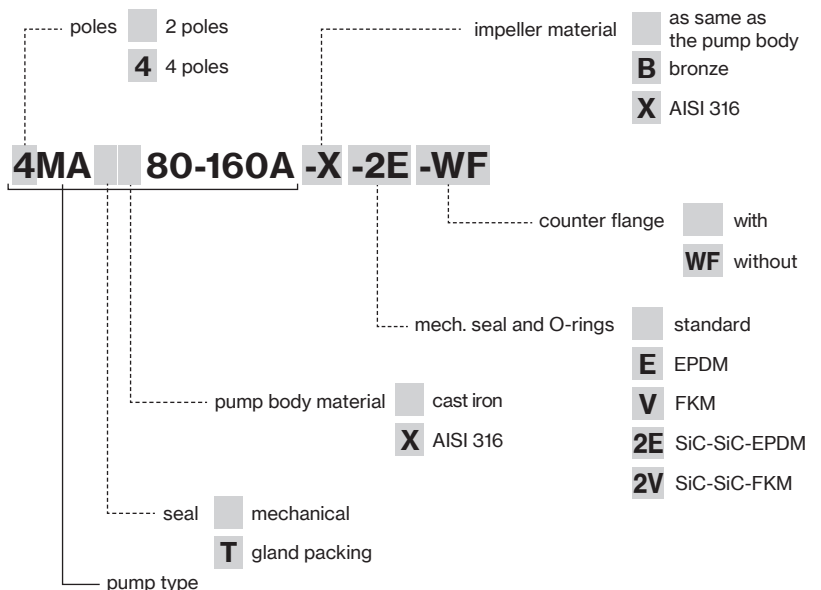 poles 2 poles
4 4 poles
impeller material as same as
the pump body
B bronze
X AISI 316
4MA 80-160A -X -2E -WF
counter flange with
WF without
mech. seal and O-rings standard
E EPDM
V FKM
2E SiC-SiC-EPDM
2V SiC-SiC-FKM
pump body material cast iron
X AISI 316
seal mechanical
T gland packing
pump type